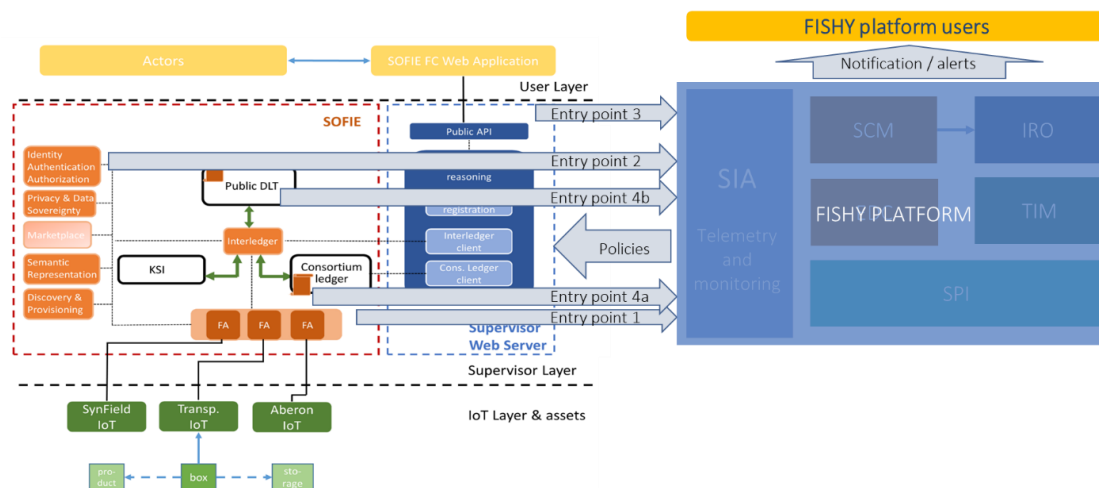 FISHY platform users
Notification / alerts
Actors
SOFIE FC Web Application
User Layer
SOFIE
Public API
Entry point 3
Identity
Authentication
Authorization
Entry point 2
reasoning
Public DLT
Entry point 4b
Privacy & Data
Sovereignty
registration
Marketplace
Interledger
Interledger
client
Policies
Semantic
Representation
KSI
Consortium
ledger
Cons. Ledger
client
Discovery &
Provisioning
Entry point 4a
Entry point 1
FA
FA
FA
Supervisor
Web Server
Supervisor Layer
SCM
IRO
SIA
FISHY PLATFORM
TIM
Telemetry
and
monitoring
SPI
SynField
IoT
Transp.
IoT
Aberon
IoT
IoT Layer & assets
pro-
duct
box
sto-
rage